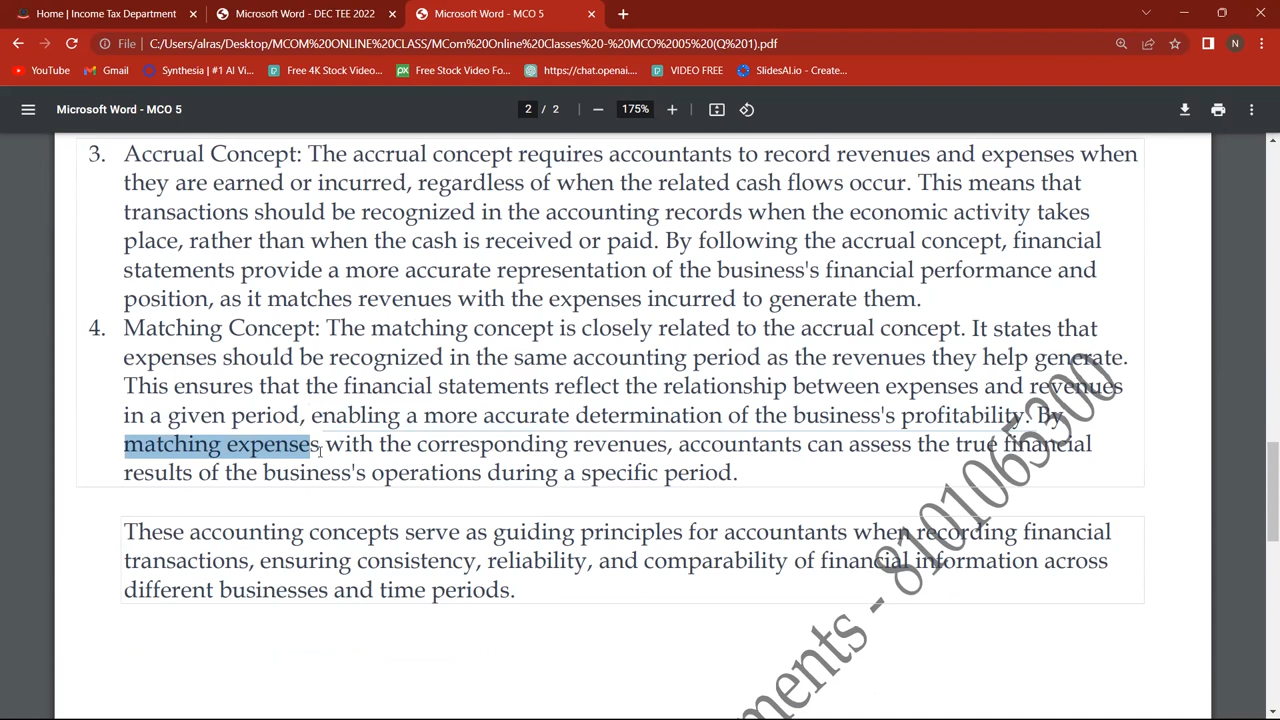 Home | Income Tax Department
Microsoft Word - DEC TEE 2022
Microsoft Word - MCO 5
File
C:/Users/alras/Desktop/MCOM%20ONLINE%20CLASS/MCom%20Online%20Classes%20-%20MCO%2005%20(Q%201).pdf
N
YouTube
Gmail
Synthesia | #1 AI Vi...
Free 4K Stock Video...
PX
Free Stock Video Fo...
https://chat.openai....
VIDEO FREE
SlidesAI.io - Create...
Microsoft Word - MCO 5
2 / 2
175%
3. Accrual Concept: The accrual concept requires accountants to record revenues and expenses when
they are earned or incurred, regardless of when the related cash flows occur. This means that
transactions should be recognized in the accounting records when the economic activity takes
place, rather than when the cash is received or paid. By following the accrual concept, financial
statements provide a more accurate representation of the business's financial performance and
position, as it matches revenues with the expenses incurred to generate them.
4. Matching Concept: The matching concept is closely related to the accrual concept. It states that
expenses should be recognized in the same accounting period as the revenues they help generate.
This ensures that the financial statements reflect the relationship between expenses and revenues
in a given period, enabling a more accurate determination of the business's profitability. By
matching expenses with the corresponding revenues, accountants can assess the true financial
results of the business's operations during a specific period.
These accounting concepts serve as guiding principles for accountants when recording financial
transactions, ensuring consistency, reliability, and comparability of financial information across
different businesses and time periods.
ments - 8101065300